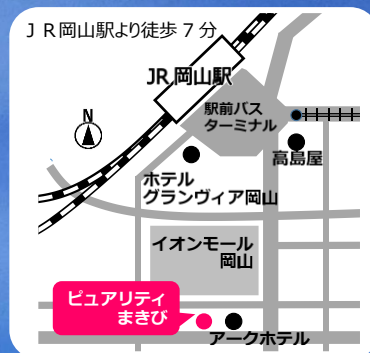 JR岡山駅より徒歩7分
JR岡山駅
駅前バス
ターミナル
N
高島屋
ホテル
グランヴィア岡山
イオンモール
岡山
ピュアリティ
まきび
アークホテル